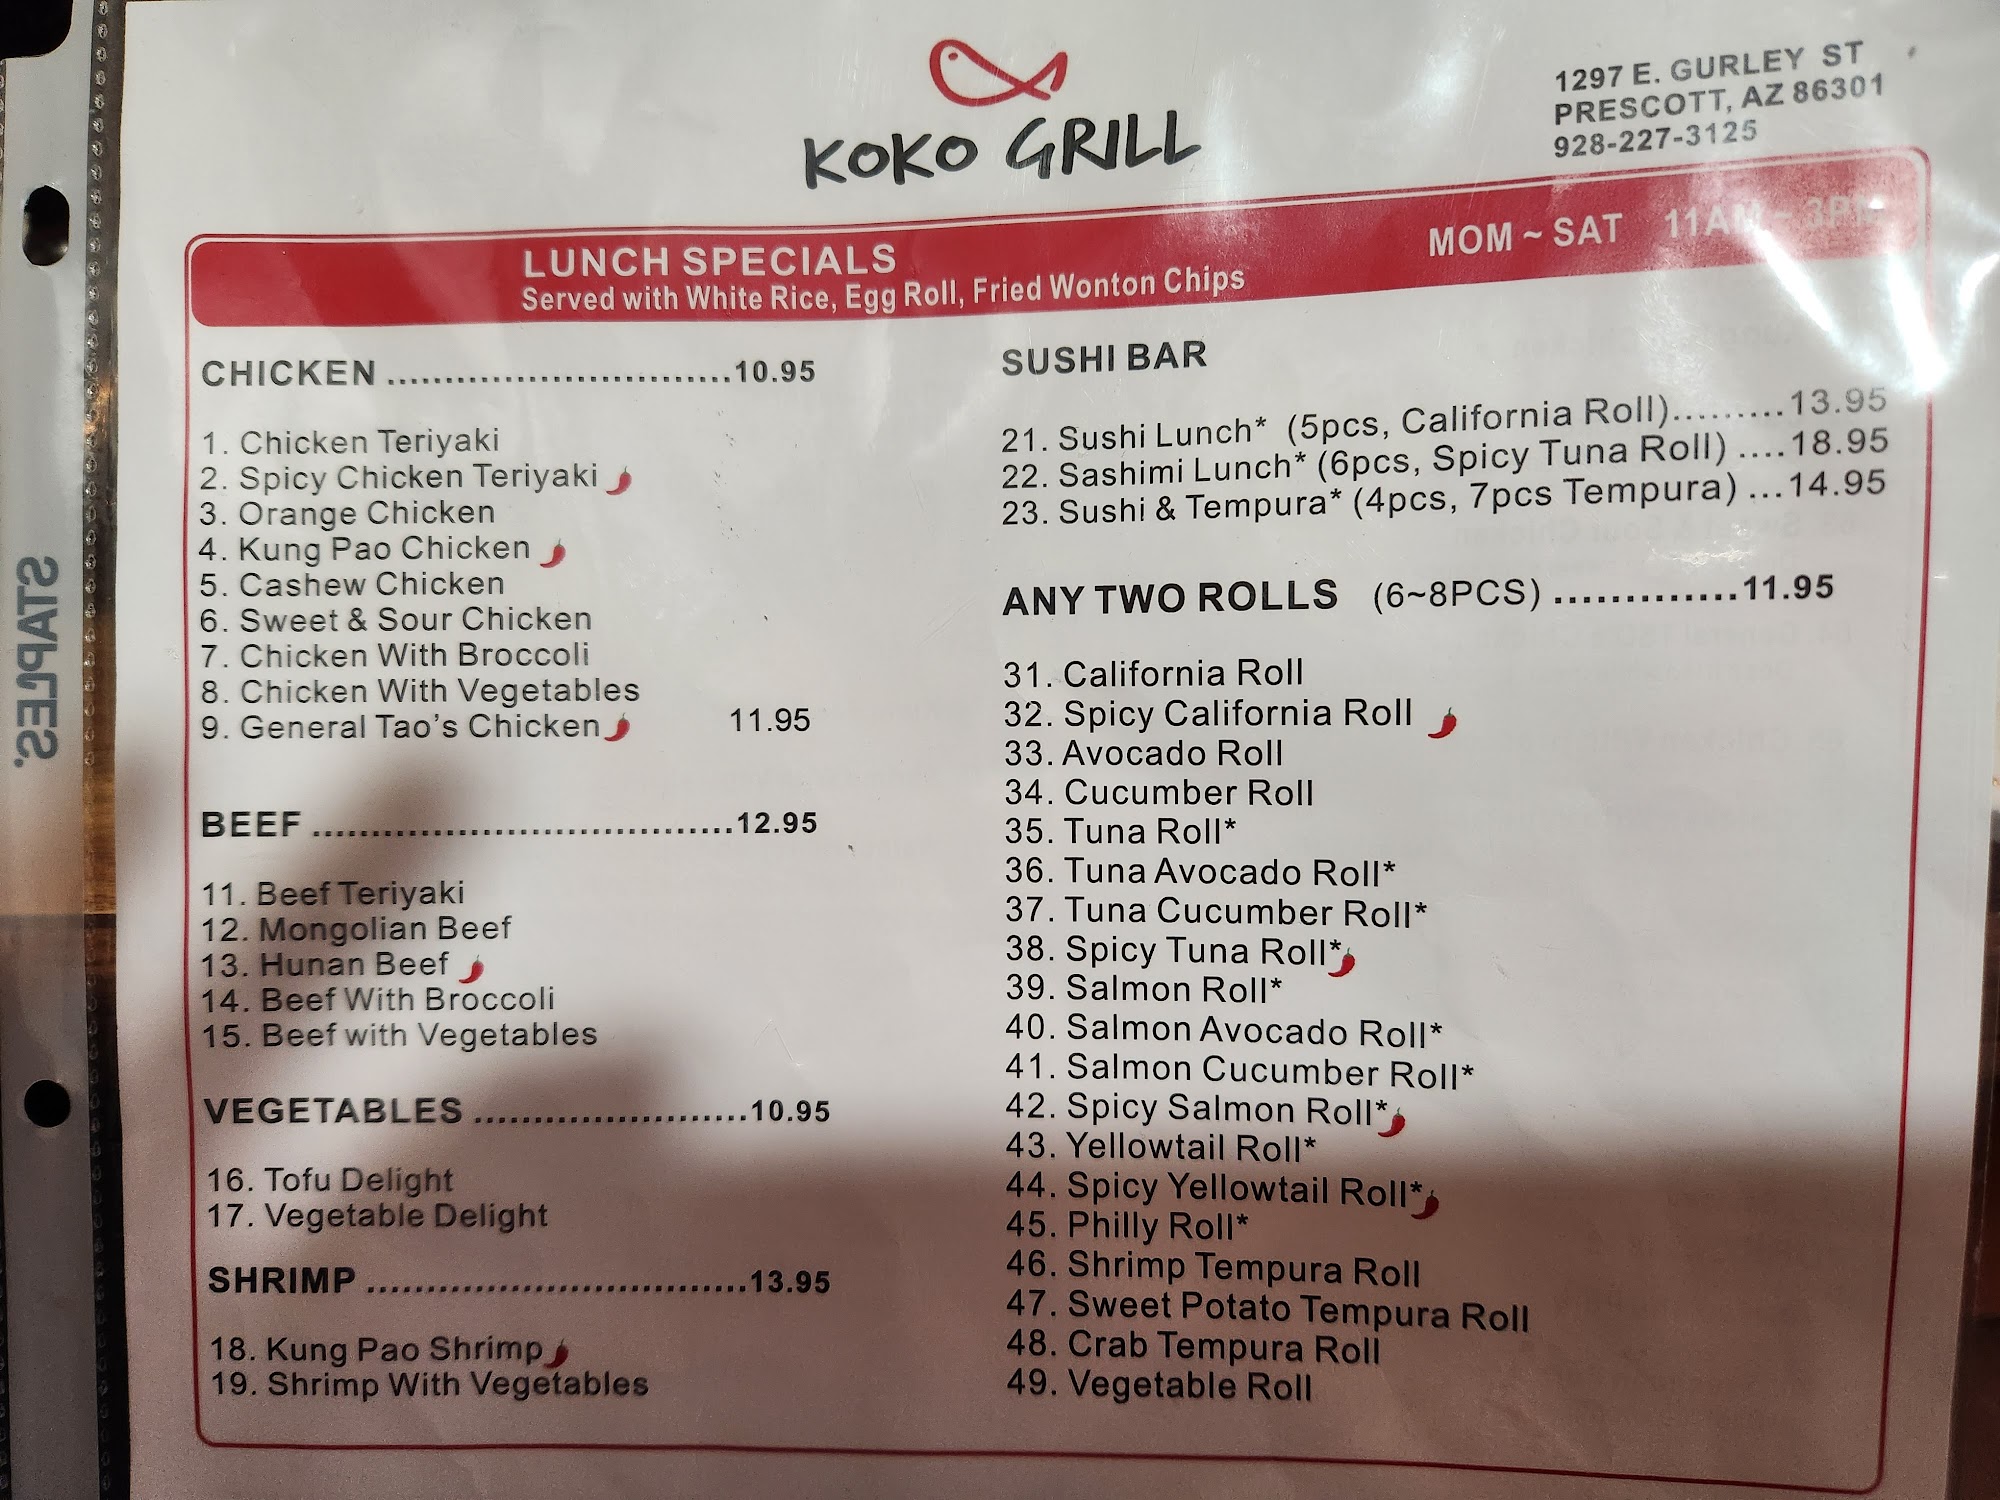 KOKO GRILL
1297 E. GURLEY ST
PRESCOTT, AZ 86301
928-227-3125
LUNCH SPECIALS
Served with White Rice, Egg Roll, Fried Wonton Chips
MOM ~ SAT 11AM ~ 3PM
CHICKEN ..............................10.95
1. Chicken Teriyaki
2. Spicy Chicken Teriyaki
3. Orange Chicken
4. Kung Pao Chicken
5. Cashew Chicken
6. Sweet & Sour Chicken
7. Chicken With Broccoli
8. Chicken With Vegetables
9. General Tao's Chicken 11.95
BEEF ....................................12.95
11. Beef Teriyaki
12. Mongolian Beef
13. Hunan Beef
14. Beef With Broccoli
15. Beef with Vegetables
VEGETABLES .......................10.95
16. Tofu Delight
17. Vegetable Delight
SHRIMP ................................13.95
18. Kung Pao Shrimp
19. Shrimp With Vegetables
SUSHI BAR
21. Sushi Lunch* (5pcs, California Roll).........13.95
22. Sashimi Lunch* (6pcs, Spicy Tuna Roll) ....18.95
23. Sushi & Tempura* (4pcs, 7pcs Tempura) ...14.95
ANY TWO ROLLS (6~8PCS) .............11.95
31. California Roll
32. Spicy California Roll
33. Avocado Roll
34. Cucumber Roll
35. Tuna Roll*
36. Tuna Avocado Roll*
37. Tuna Cucumber Roll*
38. Spicy Tuna Roll*
39. Salmon Roll*
40. Salmon Avocado Roll*
41. Salmon Cucumber Roll*
42. Spicy Salmon Roll*
43. Yellowtail Roll*
44. Spicy Yellowtail Roll*
45. Philly Roll*
46. Shrimp Tempura Roll
47. Sweet Potato Tempura Roll
48. Crab Tempura Roll
49. Vegetable Roll
STAPLES.